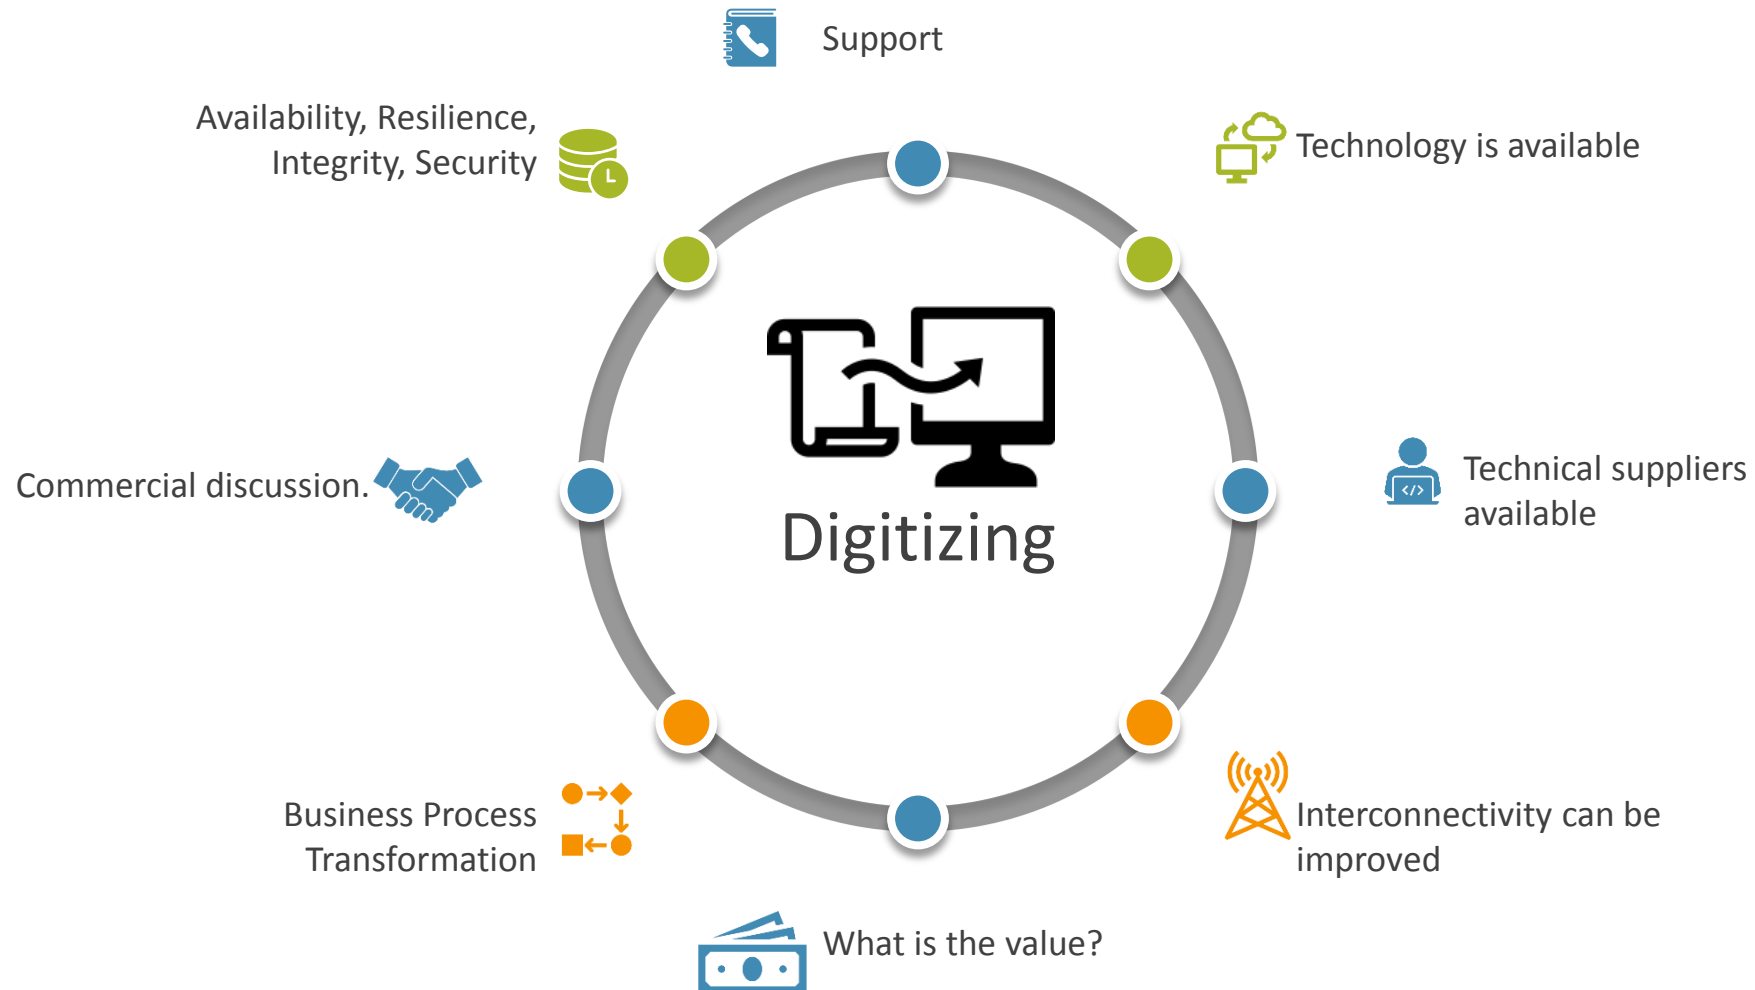 Support
Availability, Resilience,
Integrity, Security
Technology is available
Commercial discussion.
Digitizing
Technical suppliers
available
Business Process
Transformation
Interconnectivity can be
improved
What is the value?